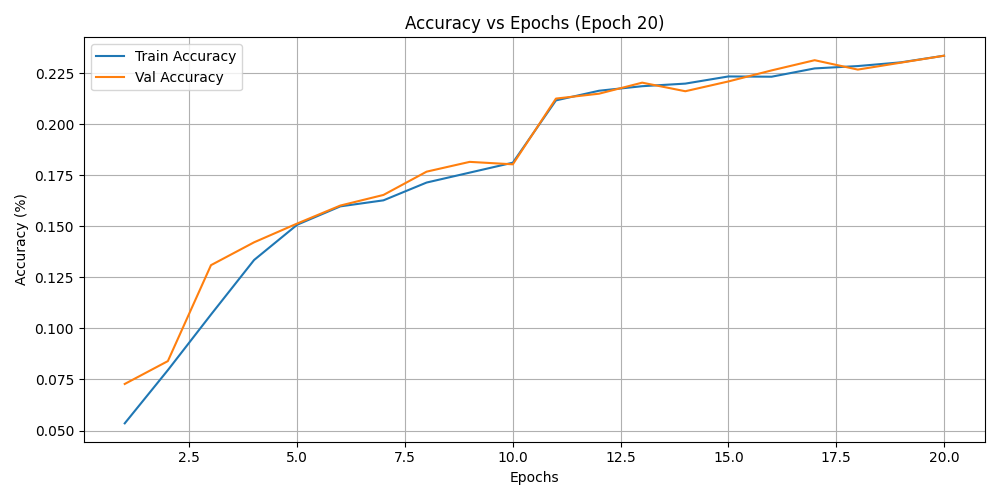 Accuracy vs Epochs (Epoch 20)
Train Accuracy
Val Accuracy
Accuracy (%)
0.225
0.200
0.175
0.150
0.125
0.100
0.075
0.050
2.5 5.0 7.5 10.0 12.5 15.0 17.5 20.0
Epochs